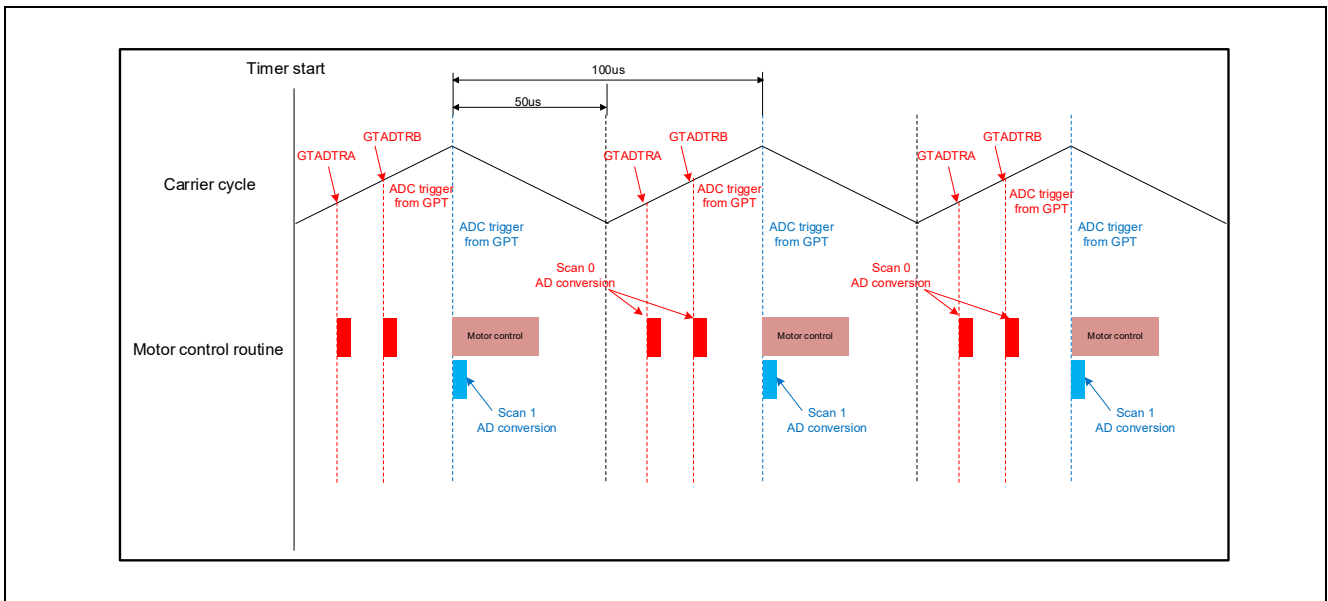 Timer start
100us
50us
GTADTRB
GTADTRA
GTADTRB
GTADTRA
GTADTRB
GTADTRA
Carrier cycle
ADC trigger
from GPT
ADC trigger
from GPT
ADC trigger
from GPT
ADC trigger
from GPT
ADC trigger
from GPT
ADC trigger
from GPT
Scan 0
AD conversion
Scan 0
AD conversion
Motor control routine
Motor control
Motor control
Motor control
Scan 1
AD conversion
Scan 1
AD conversion
Scan 1
AD conversion